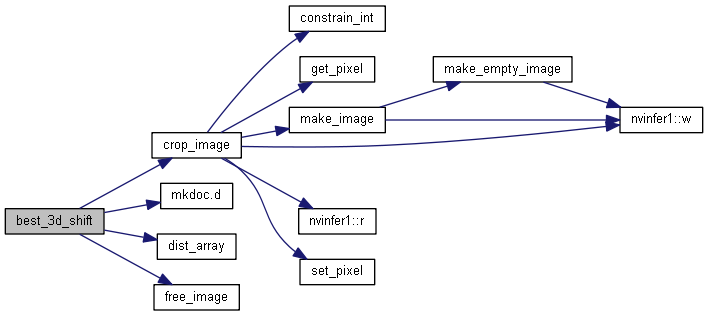 constrain_int
get_pixel
make_empty_image
make_image
nvinfer1::w
crop_image
mkdoc.d
best_3d_shift
nvinfer1::r
dist_array
set_pixel
free_image